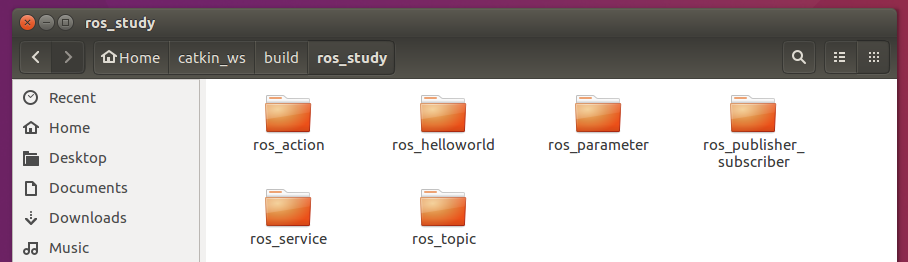 ros_study
Home
catkin_ws
build
ros_study
Recent
Home
Desktop
Documents
Downloads
Music
ros_action
ros_helloworld
ros_parameter
ros_publisher_
subscriber
ros_service
ros_topic